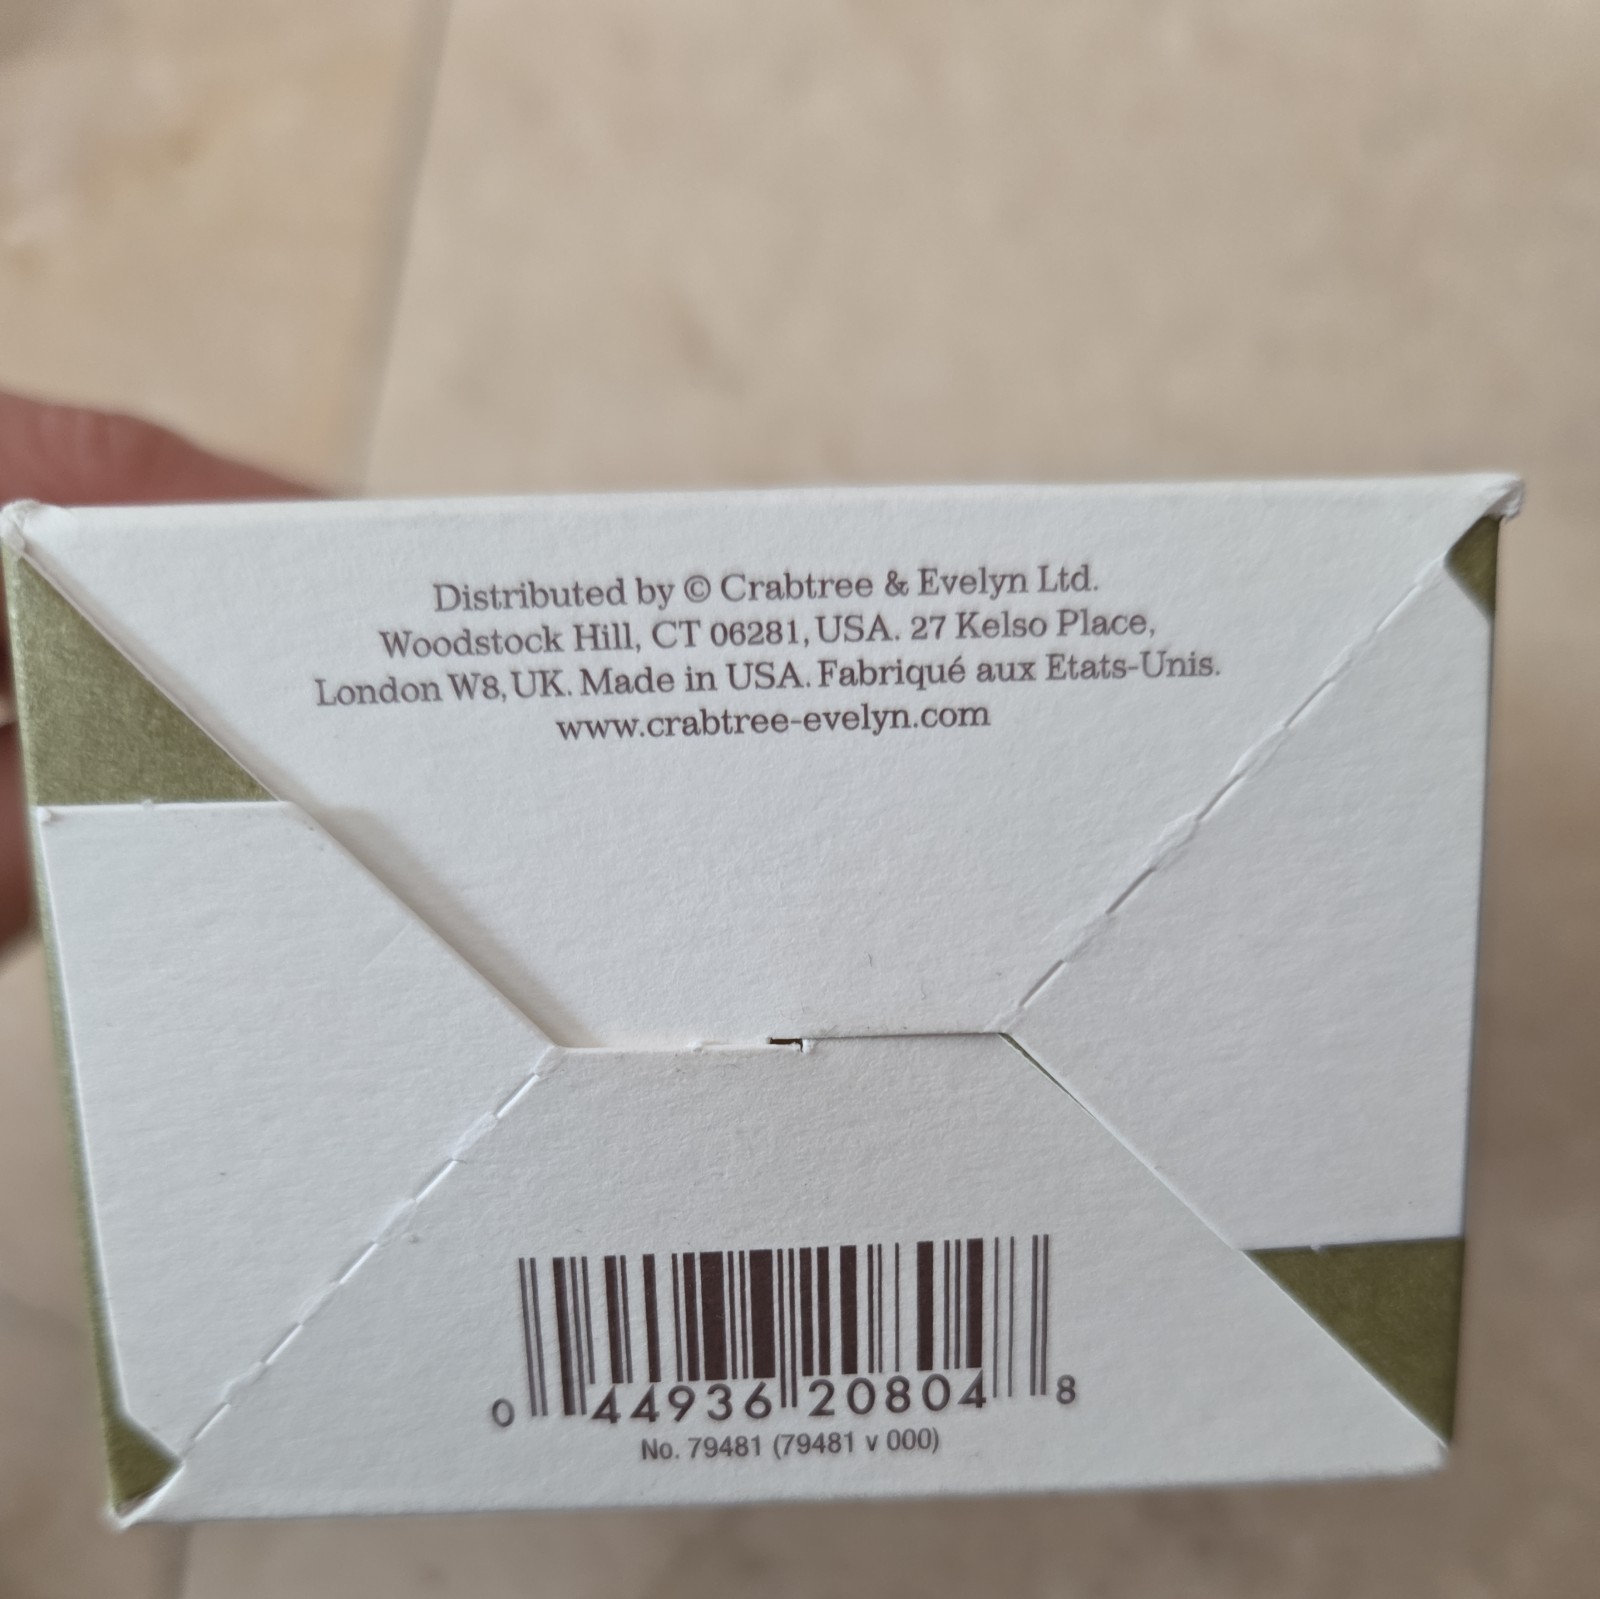 Distributed by © Crabtree & Evelyn Ltd.
Woodstock Hill, CT 06281, USA. 27 Kelso Place,
London W8, UK. Made in USA. Fabriqué aux Etats-Unis.
www.crabtree-evelyn.com
0 44936 20804 8
No. 79481 (79481 v 000)